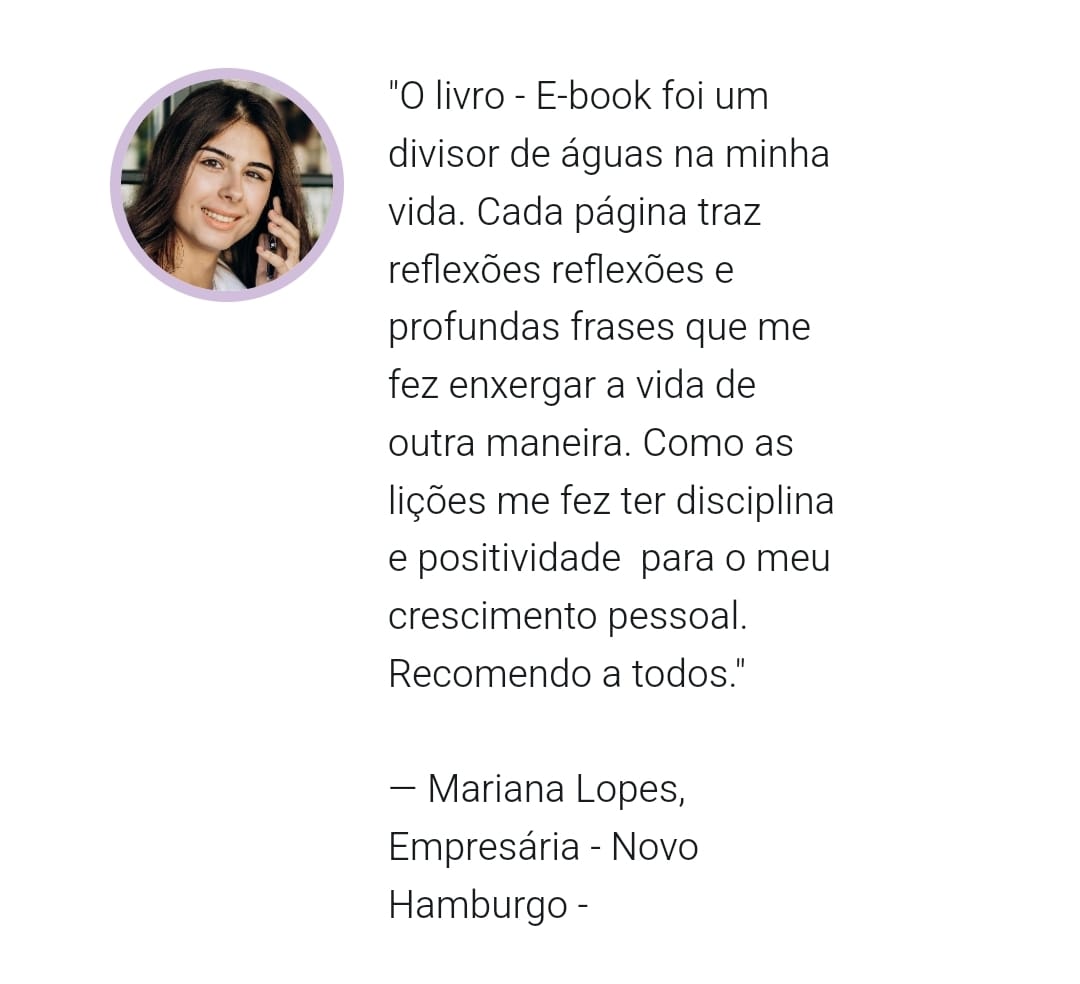 "O livro - E-book foi um
divisor de águas na minha
vida. Cada página traz
reflexões reflexões e
profundas frases que me
fez enxergar a vida de
outra maneira. Como as
lições me fez ter disciplina
e positividade  para o meu
crescimento pessoal.
Recomendo a todos."
— Mariana Lopes,
Empresária - Novo
Hamburgo -